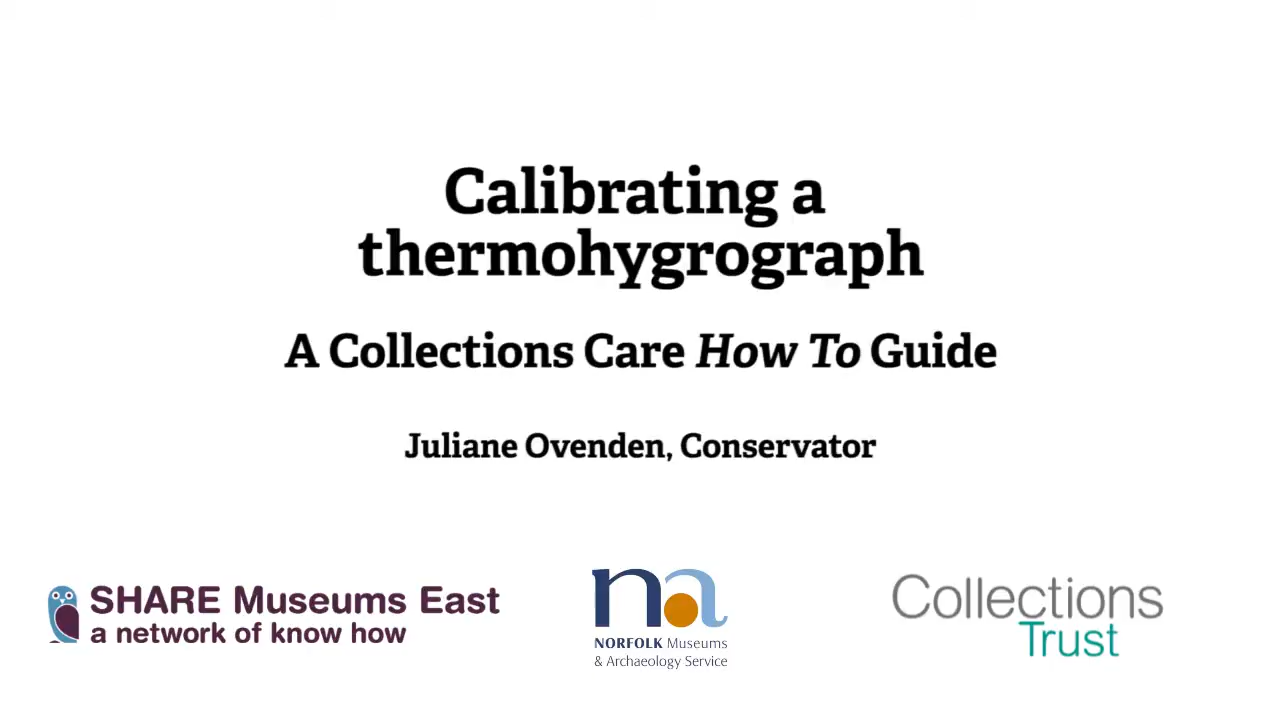 Calibrating a
thermohygrograph
A Collections Care How To Guide
Juliane Ovenden, Conservator
SHARE Museums East
a network of know how
na
NORFOLK Museums
& Archaeology Service
Collections
Trust